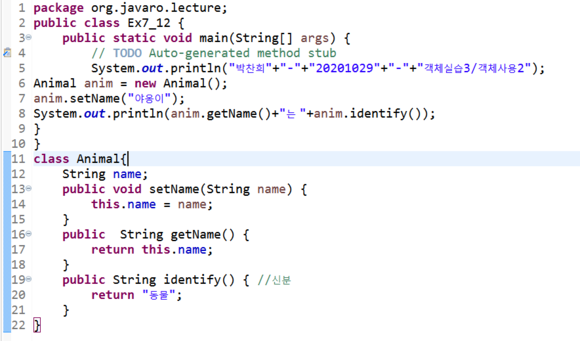 1 package org.javaro.lecture;
2 public class Ex7_12 {
3 public static void main(String[] args) {
4 // TODO Auto-generated method stub
5 System.out.println("박찬희"+"-"+"20201029"+"-"+"객체실습3/객체사용2");
6 Animal anim = new Animal();
7 anim.setName("야옹이");
8 System.out.println(anim.getName()+"는 "+anim.identify());
9 }
10 }
11 class Animal{
12 String name;
13 public void setName(String name) {
14 this.name = name;
15 }
16 public  String getName() {
17 return this.name;
18 }
19 public String identify() { //신분
20 return "동물";
21 }
22 }